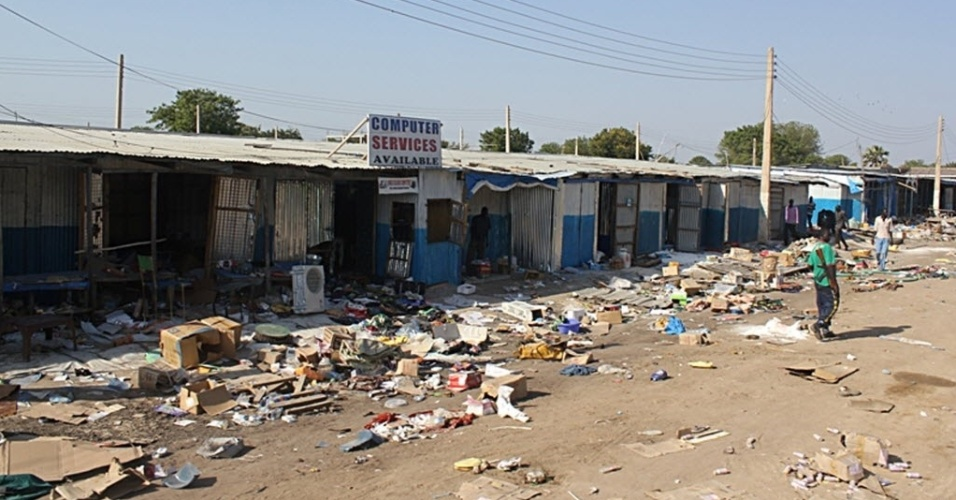 COMPUTER
SERVICES
AVAILABLE